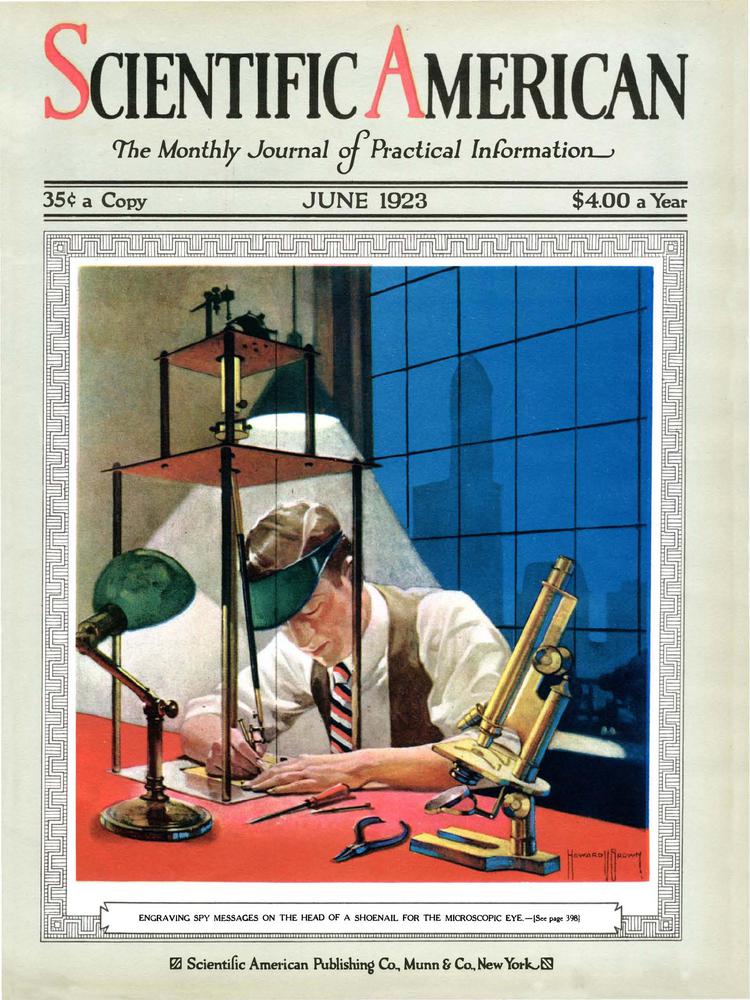 SCIENTIFIC AMERICAN
The Monthly Journal of Practical Information
35¢ a Copy JUNE 1923 $4.00 a Year
HOWARD V BROWN
ENGRAVING SPY MESSAGES ON THE HEAD OF A SHOENAIL FOR THE MICROSCOPIC EYE.—[See page 398]
Scientific American Publishing Co., Munn & Co., New York